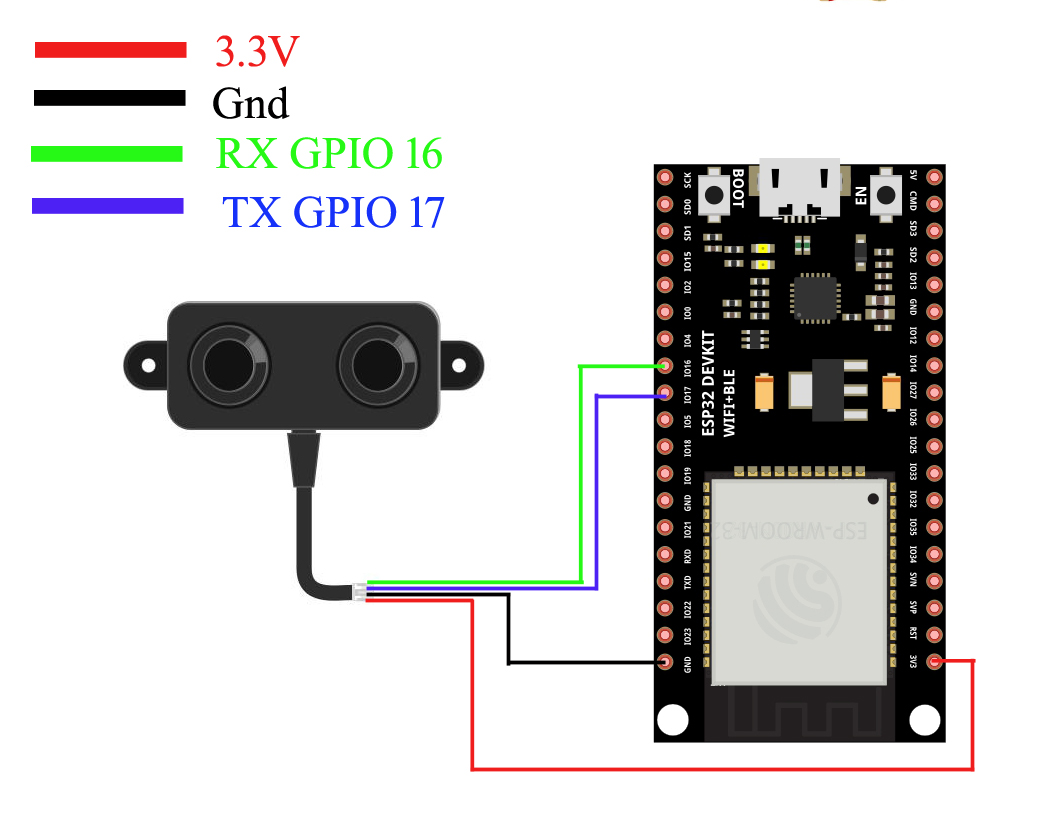 3.3V
Gnd
RX GPIO 16
TX GPIO 17
BOOT
EN
SCK
SD0
SD1
IO15
IO2
IO0
IO4
IO16
IO17
IO5
IO18
IO19
GND
IO21
RXD
TXD
IO22
IO23
GND
5V
CMD
SD3
SD2
IO13
GND
IO12
IO14
IO27
IO26
IO25
IO33
IO32
IO35
IO34
SVN
SVP
RST
3V3
ESP32 DEVKIT
WIFI+BLE
ESP-WROOM-32